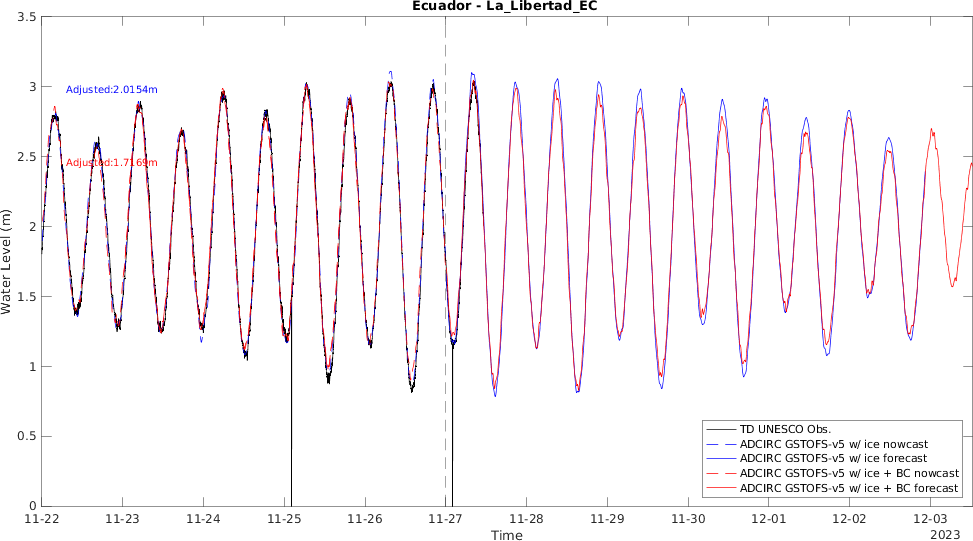 Ecuador - La_Libertad_EC
3.5
3
2.5
2
1.5
1
0.5
0
Water Level (m)
Adjusted:2.0154m
Adjusted:1.7169m
TD UNESCO Obs.
ADCIRC GSTOFS-v5 w/ ice nowcast
ADCIRC GSTOFS-v5 w/ ice forecast
ADCIRC GSTOFS-v5 w/ ice + BC nowcast
ADCIRC GSTOFS-v5 w/ ice + BC forecast
11-22 11-23 11-24 11-25 11-26 11-27 11-28 11-29 11-30 12-01 12-02 12-03
Time
2023